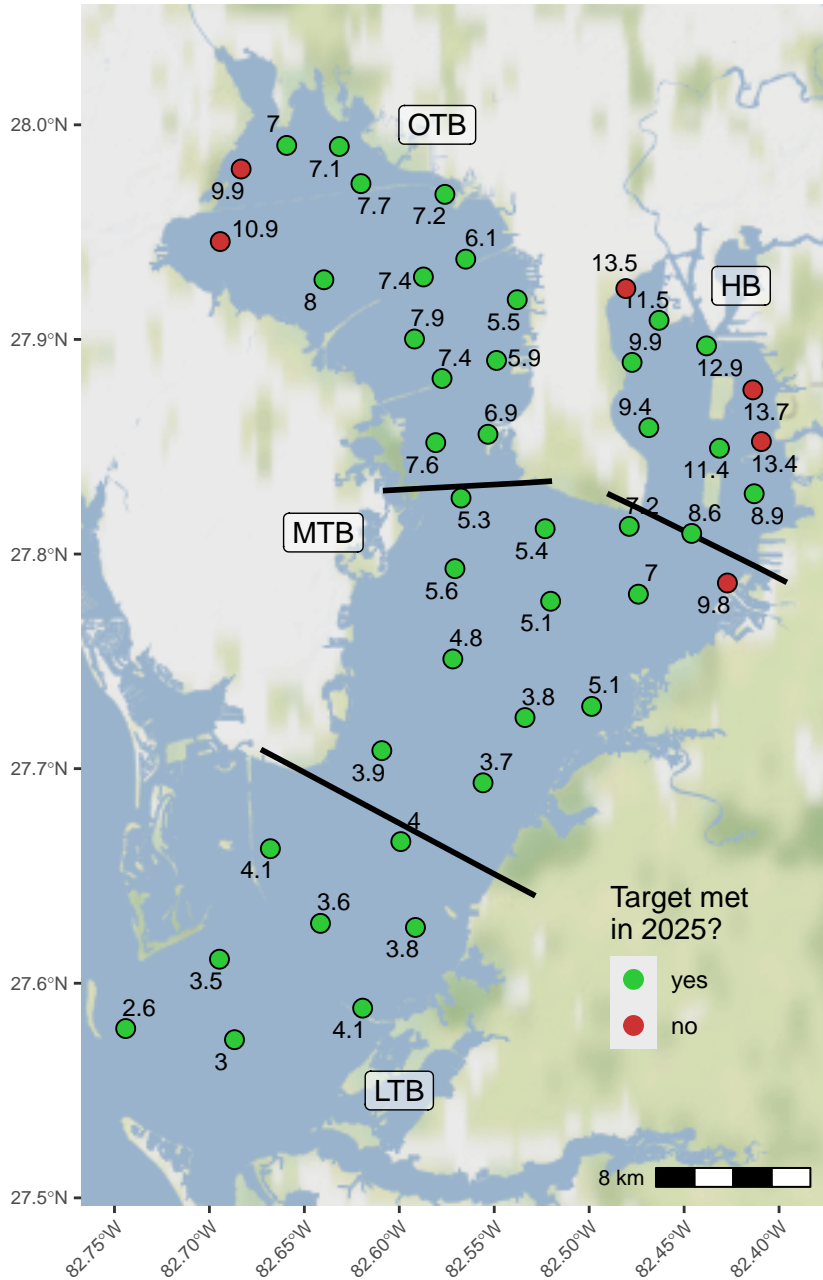 28.0°N
27.9°N
27.8°N
27.7°N
27.6°N
27.5°N
OTB
7
7.1
9.9
7.7
7.2
10.9
6.1
7.4
8
5.5
7.9
7.4
5.9
6.9
7.6
HB
13.5
11.5
9.9
12.9
13.7
9.4
11.4
13.4
8.9
8.6
MTB
5.3
7.2
5.4
5.6
7
9.8
5.1
4.8
3.8
5.1
3.9
3.7
4
4.1
3.6
3.8
3.5
2.6
4.1
3
LTB
Target met
in 2025?
yes
no
8 km
82.75°W
82.70°W
82.65°W
82.60°W
82.55°W
82.50°W
82.45°W
82.40°W